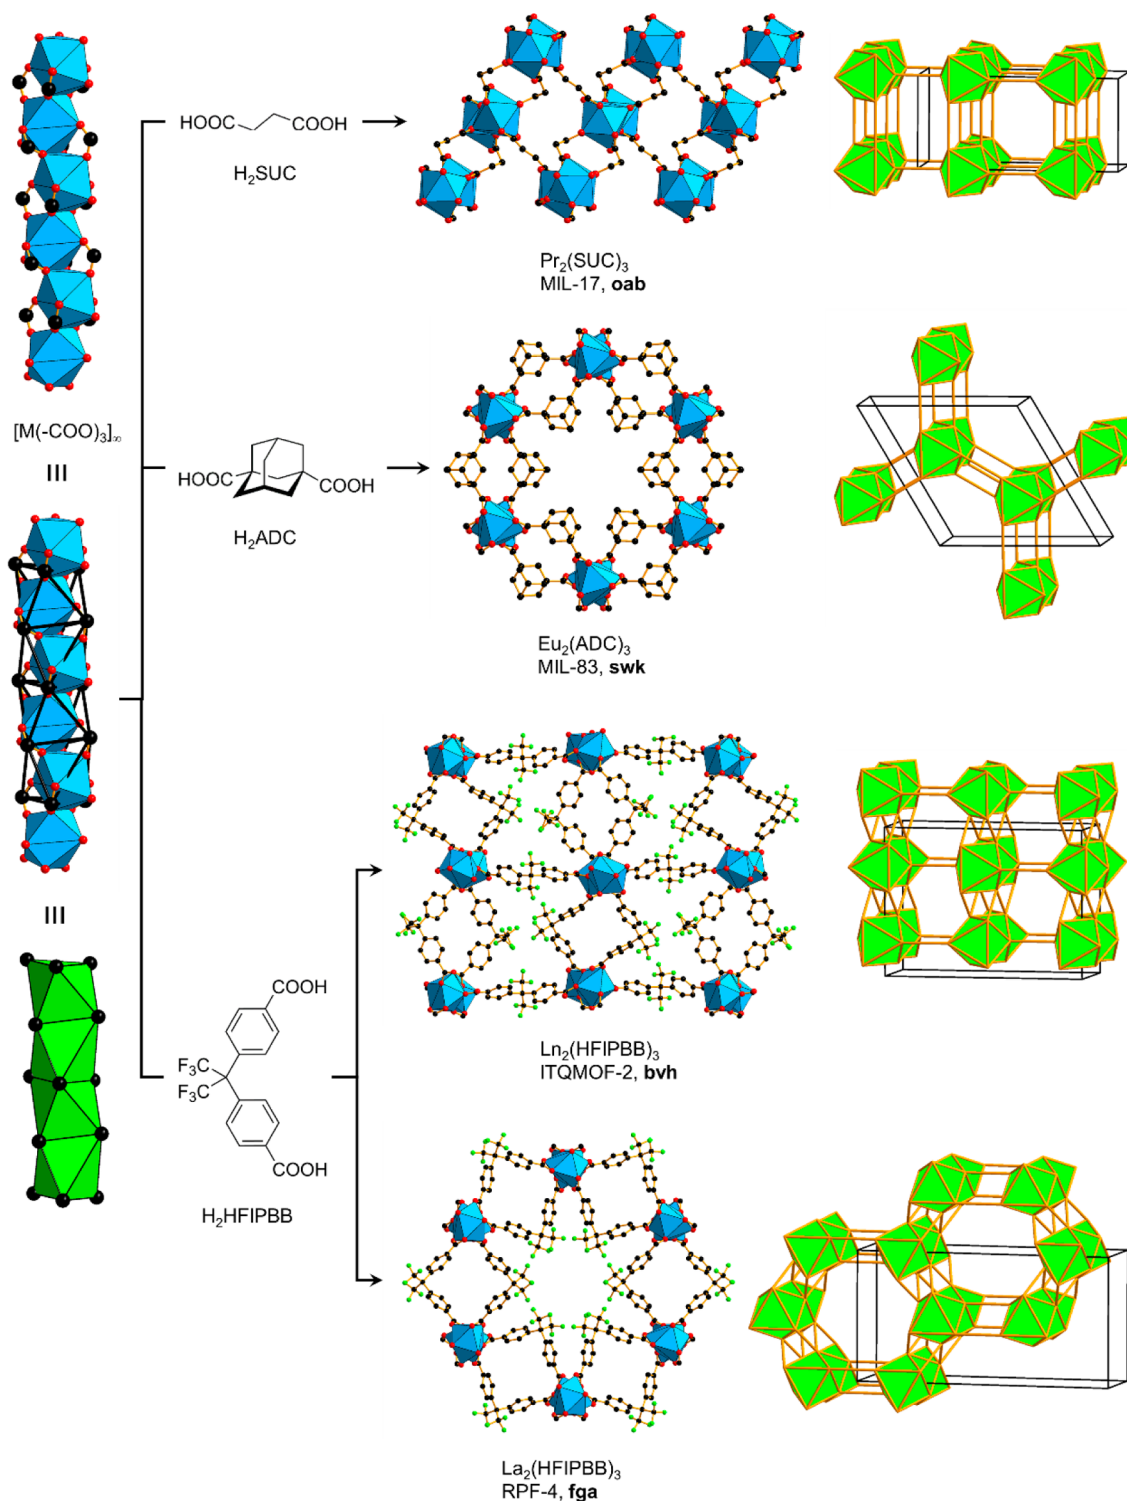 HOOC
COOH
H₂SUC
Pr₂(SUC)₃
MIL-17, oab
[M(-COO)₃]∞
III
HOOC
COOH
H₂ADC
Eu₂(ADC)₃
MIL-83, swk
III
Ln₂(HFIPBB)₃
ITQMOF-2, bvh
COOH
F₃C
F₃C
COOH
H₂HFIPBB
La₂(HFIPBB)₃
RPF-4, fga